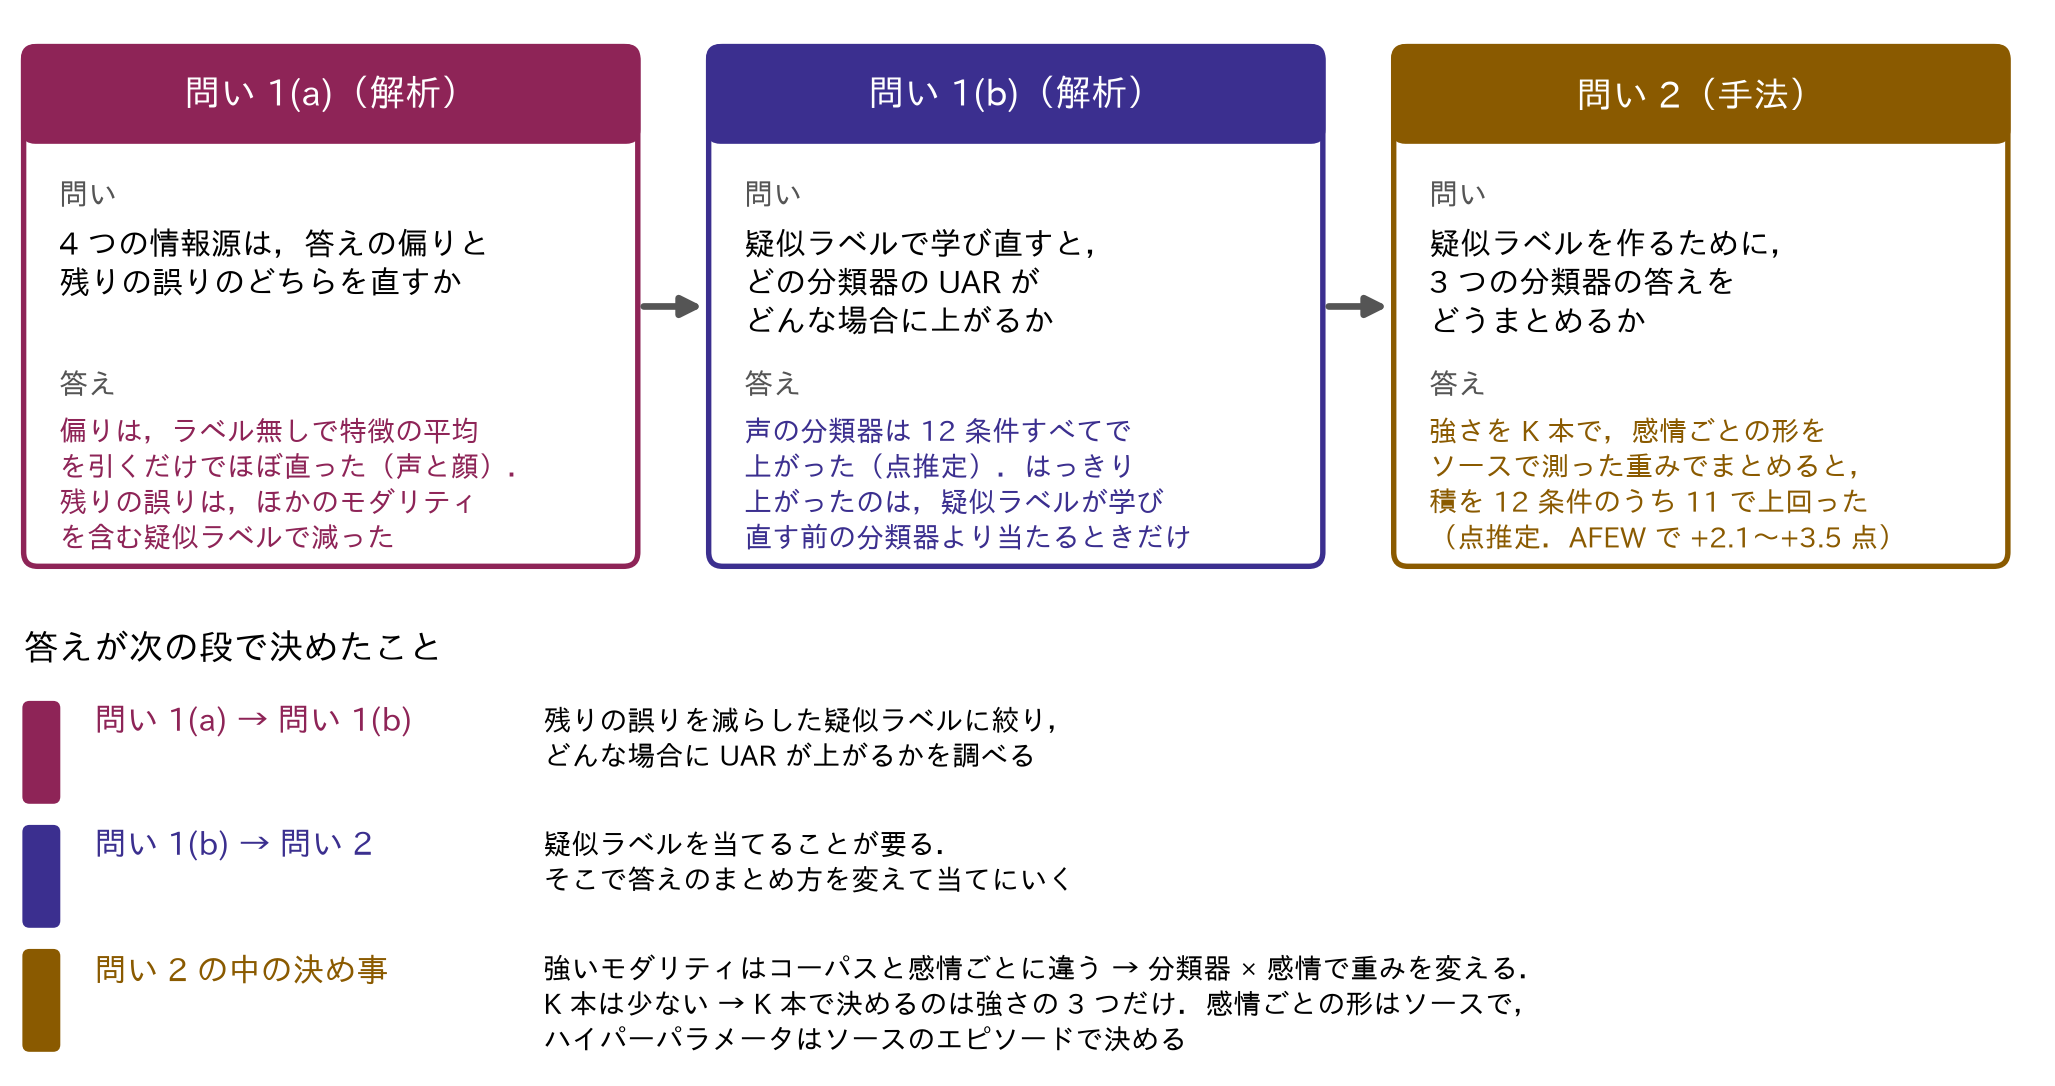 問い 1(a)（解析）
問い
4 つの情報源は，答えの偏りと
残りの誤りのどちらを直すか
答え
偏りは，ラベル無しで特徴の平均
を引くだけでほぼ直った（声と顔）．
残りの誤りは，ほかのモダリティ
を含む疑似ラベルで減った
問い 1(b)（解析）
問い
疑似ラベルで学び直すと，
どの分類器の UAR が
どんな場合に上がるか
答え
声の分類器は 12 条件すべてで
上がった（点推定）．はっきり
上がったのは，疑似ラベルが学び
直す前の分類器より当たるときだけ
問い 2（手法）
問い
疑似ラベルを作るために，
3 つの分類器の答えを
どうまとめるか
答え
強さを K 本で，感情ごとの形を
ソースで測った重みでまとめると，
積を 12 条件のうち 11 で上回った
（点推定．AFEW で +2.1～+3.5 点）
答えが次の段で決めたこと
問い 1(a) → 問い 1(b)
残りの誤りを減らした疑似ラベルに絞り，
どんな場合に UAR が上がるかを調べる
問い 1(b) → 問い 2
疑似ラベルを当てることが要る．
そこで答えのまとめ方を変えて当てにいく
問い 2 の中の決め事
強いモダリティはコーパスと感情ごとに違う → 分類器 × 感情で重みを変える．
K 本は少ない → K 本で決めるのは強さの 3 つだけ．感情ごとの形はソースで，
ハイパーパラメータはソースのエピソードで決める